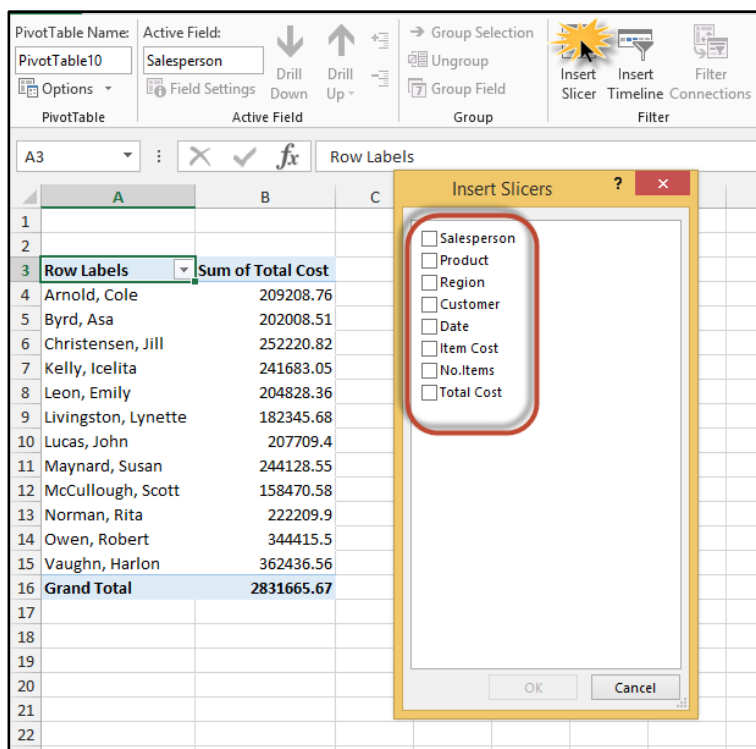 PivotTable Name:
PivotTable10
Options
PivotTable
Active Field:
Salesperson
Field Settings
Drill
Down
Drill
Up
Active Field
Group Selection
Ungroup
7 Group Field
Group
Insert
Slicer
Insert
Timeline
Filter
Connections
Filter
A3
fx
Row Labels
A B C
1
2
3 Row Labels Sum of Total Cost
4 Arnold, Cole 209208.76
5 Byrd, Asa 202008.51
6 Christensen, Jill 252220.82
7 Kelly, Icelita 241683.05
8 Leon, Emily 204828.36
9 Livingston, Lynette 182345.68
10 Lucas, John 207709.4
11 Maynard, Susan 244128.55
12 McCullough, Scott 158470.58
13 Norman, Rita 222209.9
14 Owen, Robert 344415.5
15 Vaughn, Harlon 362436.56
16 Grand Total 2831665.67
17
18
19
20
21
22
Insert Slicers
?
Salesperson
Product
Region
Customer
Date
Item Cost
No.Items
Total Cost
OK
Cancel